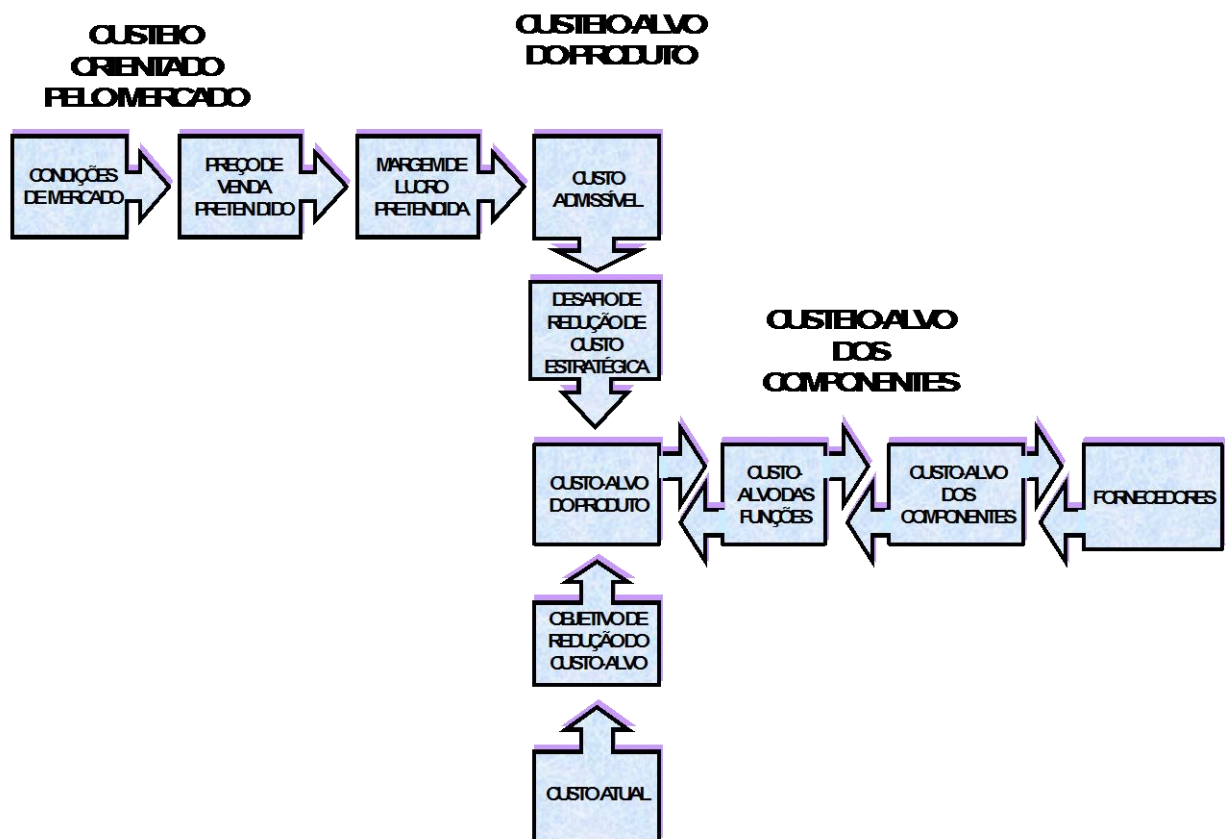 CUSTEIO
ORIENTADO
PELO MERCADO
CUSTEIO-ALVO
DO PRODUTO
CONDIÇÕES
DE MERCADO
PREÇO DE
VENDA
PRETENDIDO
MARGEM DE
LUCRO
PRETENDIDA
CUSTO
ADMISSÍVEL
DESAFIO DE
REDUÇÃO DE
CUSTO
ESTRATÉGICA
CUSTEIO-ALVO
DOS
COMPONENTES
CUSTO-ALVO
DO PRODUTO
CUSTO-
ALVO DAS
FUNÇÕES
CUSTO-ALVO
DOS
COMPONENTES
FORNECEDORES
OBJETIVO DE
REDUÇÃO DO
CUSTO-ALVO
CUSTO ATUAL